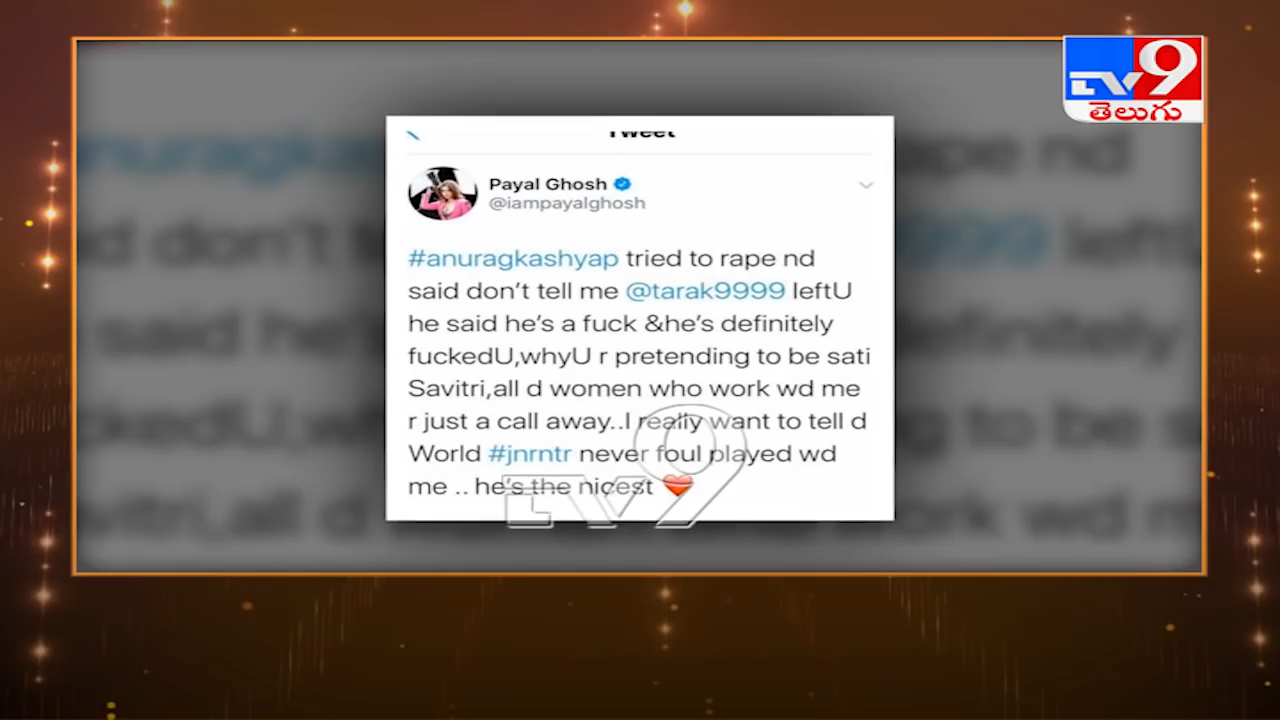 TV9
తెలుగు
Tweet
Payal Ghosh
@iampayalghosh
#anuragkashyap tried to rape nd
said don't tell me @tarak9999 leftU
he said he's a fuck &he's definitely
fuckedU,whyU r pretending to be sati
Savitri,all d women who work wd me
r just a call away..I really want to tell d
World #jnrntr never foul played wd
me .. he's the nicest ❤️
TV9